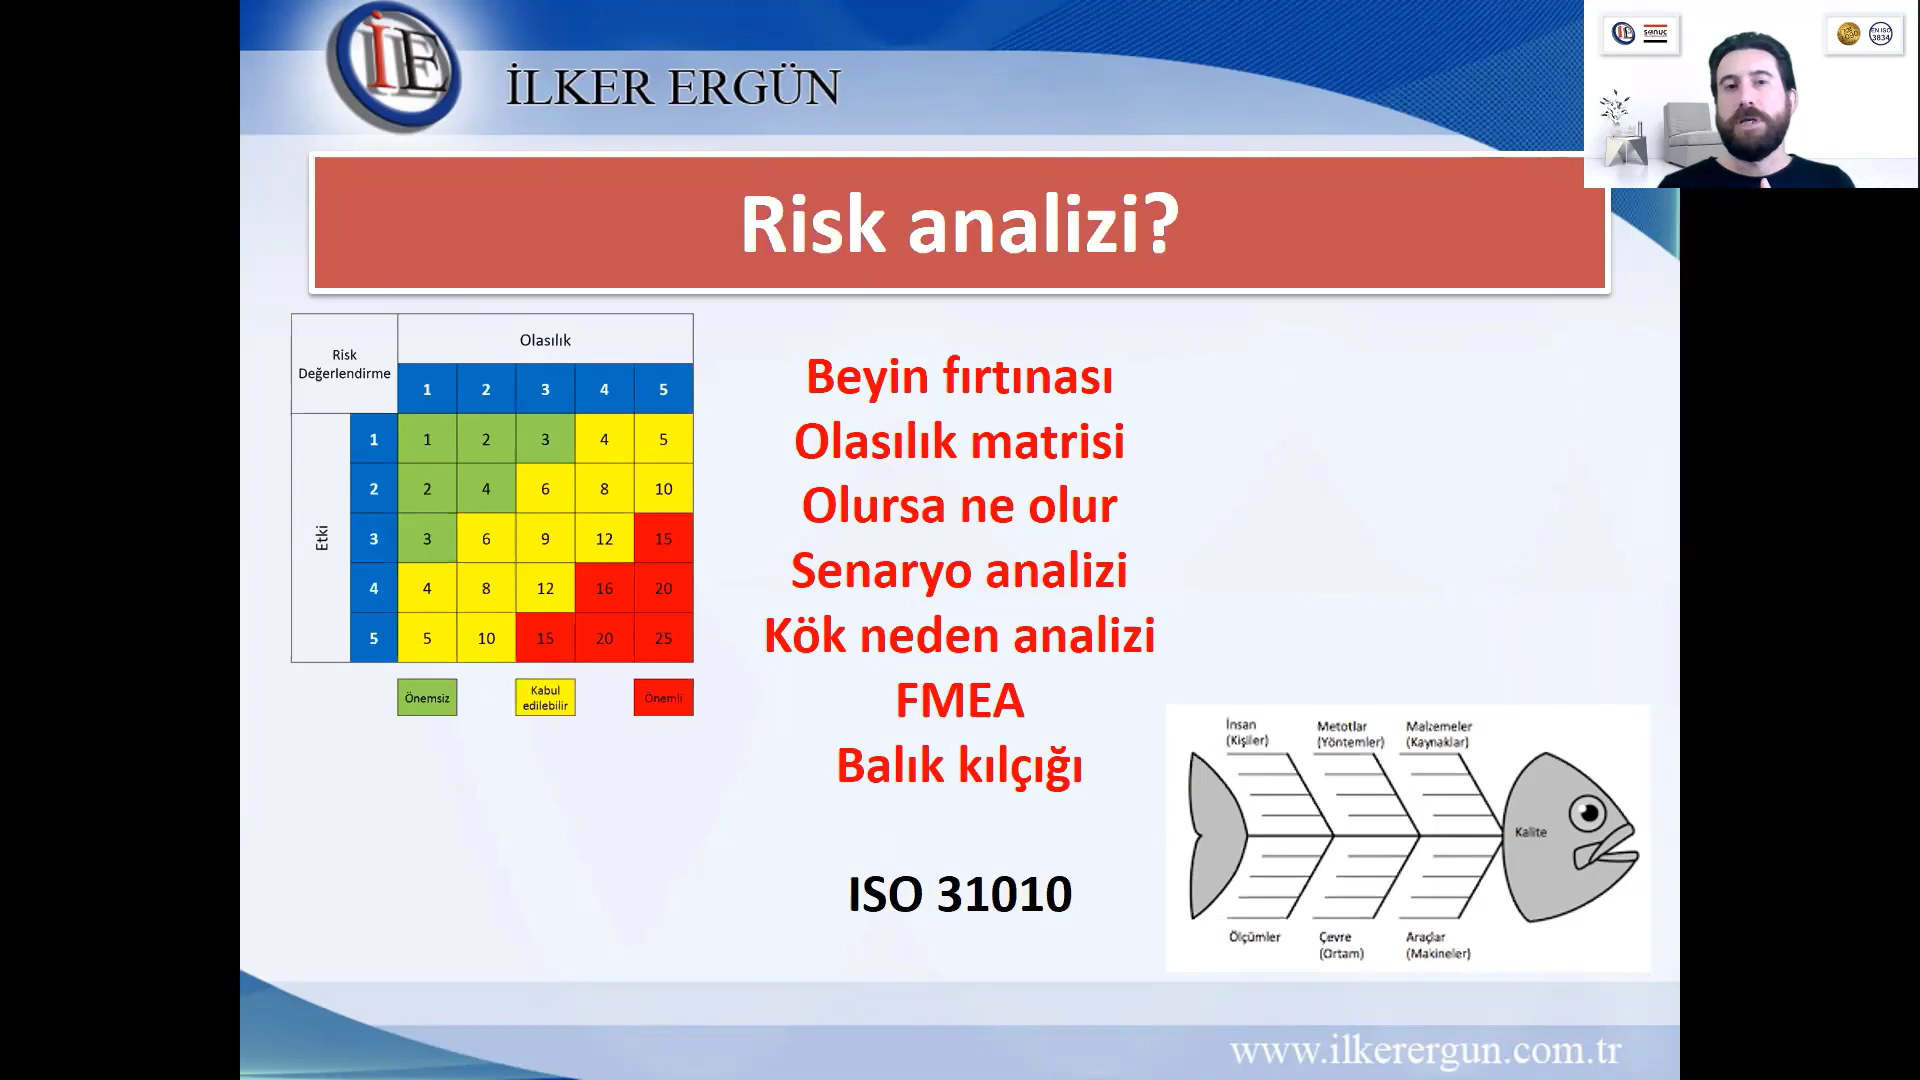 İE
İLKER ERGÜN
sonuç
EN ISO
3834
Risk analizi?
Risk
Değerlendirme
Olasılık
1 2 3 4 5
Etki
1 1 2 3 4 5
2 2 4 6 8 10
3 3 6 9 12 15
4 4 8 12 16 20
5 5 10 15 20 25
Önemsiz
Kabul
edilebilir
Önemli
Beyin fırtınası
Olasılık matrisi
Olursa ne olur
Senaryo analizi
Kök neden analizi
FMEA
Balık kılçığı
ISO 31010
İnsan
(Kişiler)
Metotlar
(Yöntemler)
Malzemeler
(Kaynaklar)
Kalite
Ölçümler
Çevre
(Ortam)
Araçlar
(Makineler)
www.ilkerergun.com.tr